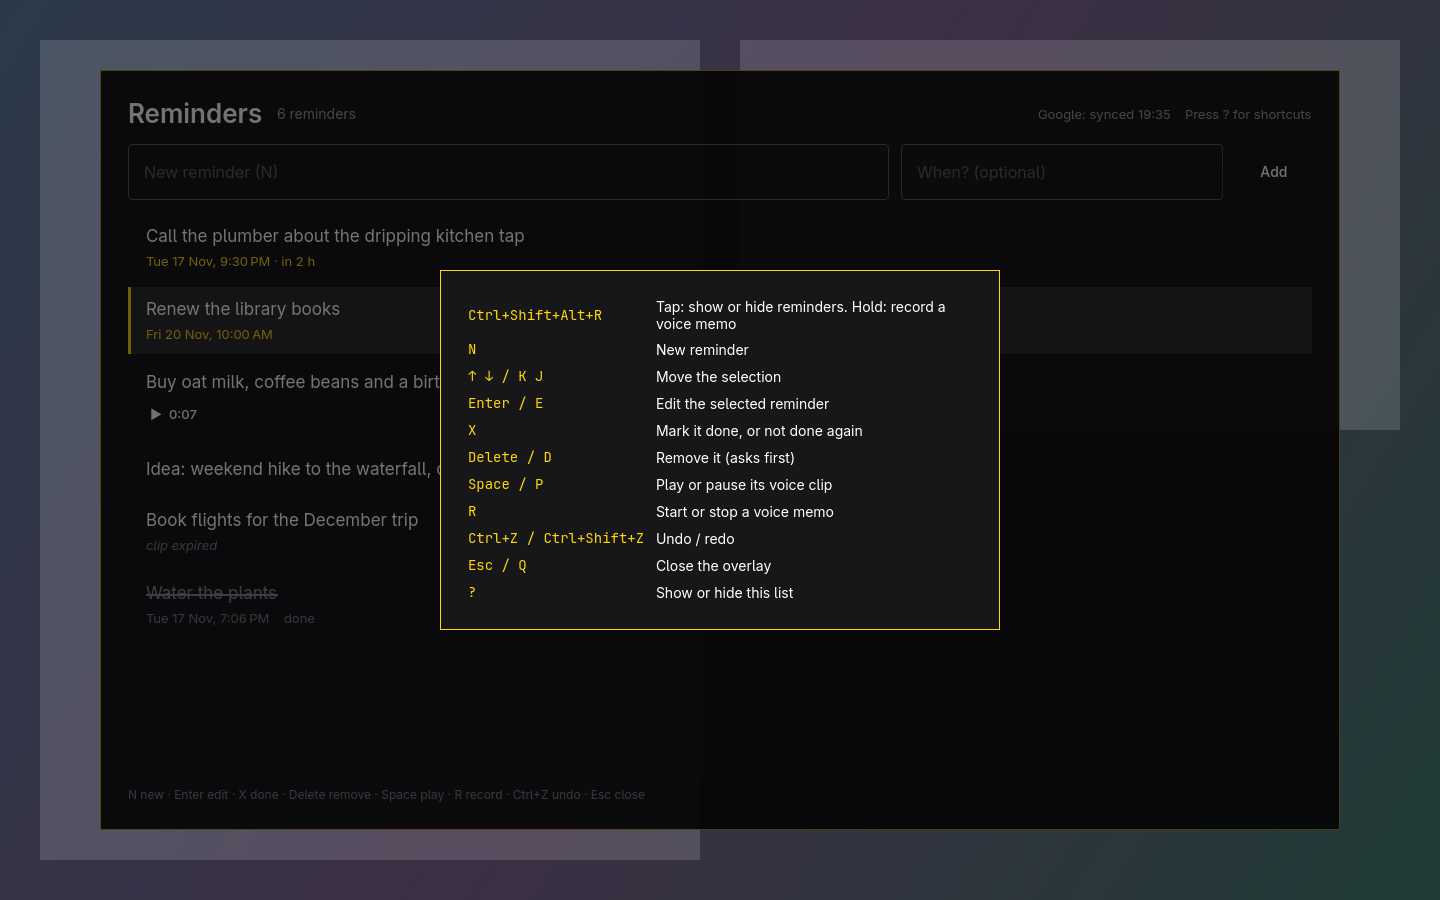 Reminders 6 reminders Google: synced 19:35 Press ? for shortcuts
New reminder (N) When? (optional) Add
Call the plumber about the dripping kitchen tap
Tue 17 Nov, 9:30 PM · in 2 h
Renew the library books
Fri 20 Nov, 10:00 AM
Buy oat milk, coffee beans and a birt
0:07
Idea: weekend hike to the waterfall,
Book flights for the December trip
clip expired
Water the plants
Tue 17 Nov, 7:06 PM done
Ctrl+Shift+Alt+R Tap: show or hide reminders. Hold: record a
voice memo
N New reminder
↑ ↓ / K J Move the selection
Enter / E Edit the selected reminder
X Mark it done, or not done again
Delete / D Remove it (asks first)
Space / P Play or pause its voice clip
R Start or stop a voice memo
Ctrl+Z / Ctrl+Shift+Z Undo / redo
Esc / Q Close the overlay
? Show or hide this list
N new · Enter edit · X done · Delete remove · Space play · R record · Ctrl+Z undo · Esc close